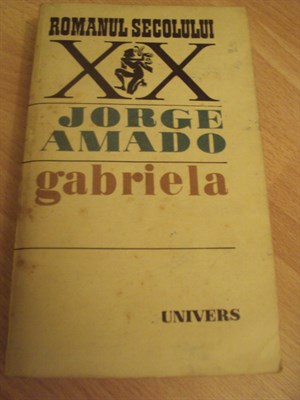 ROMANUL SECOLULUI
XX
JORGE
AMADO
gabriela
UNIVERS